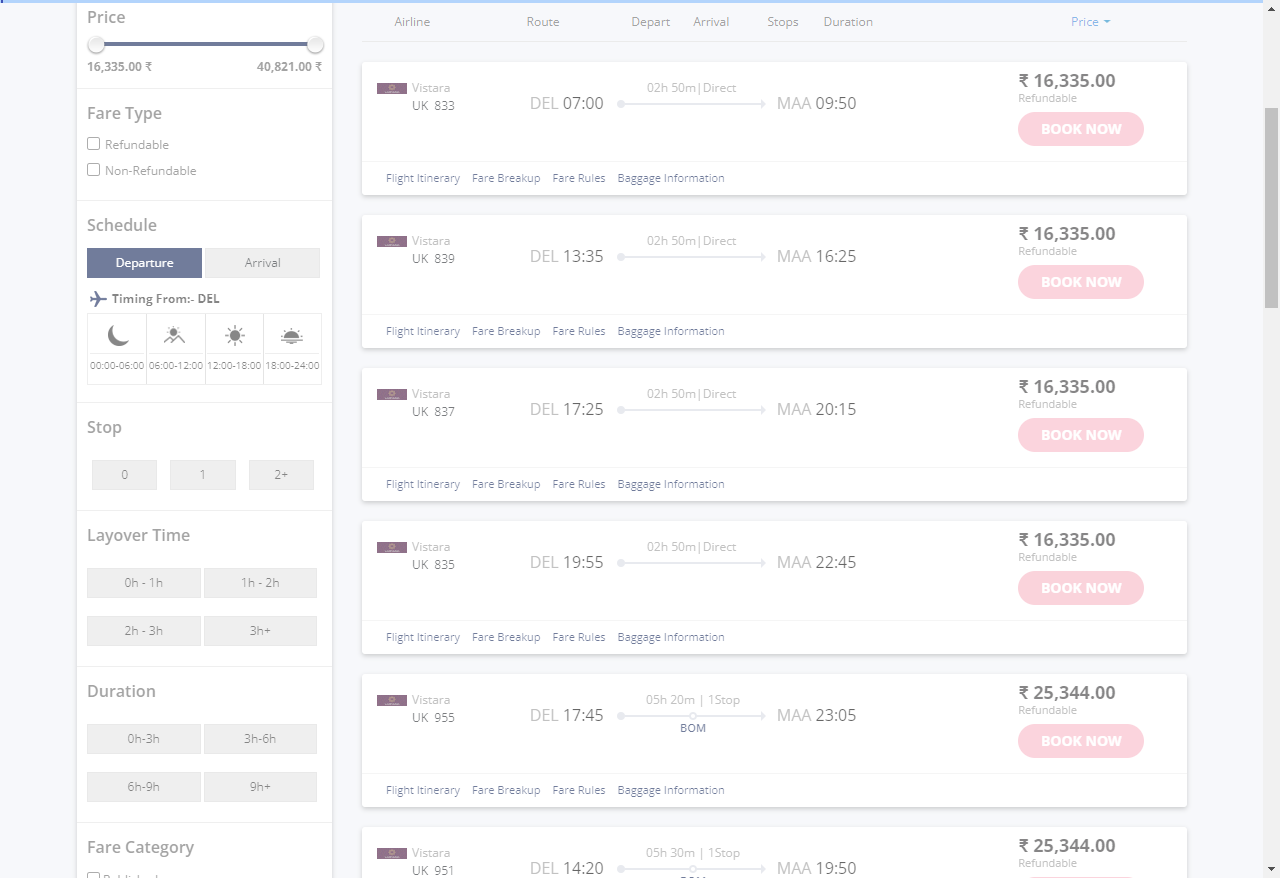 Price
16,335.00 ₹ 40,821.00 ₹
Fare Type
Refundable
Non-Refundable
Schedule
Departure Arrival
Timing From:- DEL
00:00-06:00 06:00-12:00 12:00-18:00 18:00-24:00
Stop
0 1 2+
Layover Time
0h - 1h 1h - 2h
2h - 3h 3h+
Duration
0h-3h 3h-6h
6h-9h 9h+
Fare Category
Airline Route Depart Arrival Stops Duration Price
Vistara 02h 50m|Direct ₹ 16,335.00
UK 833 DEL 07:00 MAA 09:50 Refundable
BOOK NOW
Flight Itinerary Fare Breakup Fare Rules Baggage Information
Vistara 02h 50m|Direct ₹ 16,335.00
UK 839 DEL 13:35 MAA 16:25 Refundable
BOOK NOW
Flight Itinerary Fare Breakup Fare Rules Baggage Information
Vistara 02h 50m|Direct ₹ 16,335.00
UK 837 DEL 17:25 MAA 20:15 Refundable
BOOK NOW
Flight Itinerary Fare Breakup Fare Rules Baggage Information
Vistara 02h 50m|Direct ₹ 16,335.00
UK 835 DEL 19:55 MAA 22:45 Refundable
BOOK NOW
Flight Itinerary Fare Breakup Fare Rules Baggage Information
Vistara 05h 20m | 1Stop ₹ 25,344.00
UK 955 DEL 17:45 MAA 23:05 Refundable
BOM
BOOK NOW
Flight Itinerary Fare Breakup Fare Rules Baggage Information
Vistara 05h 30m | 1Stop ₹ 25,344.00
UK 951 DEL 14:20 MAA 19:50 Refundable